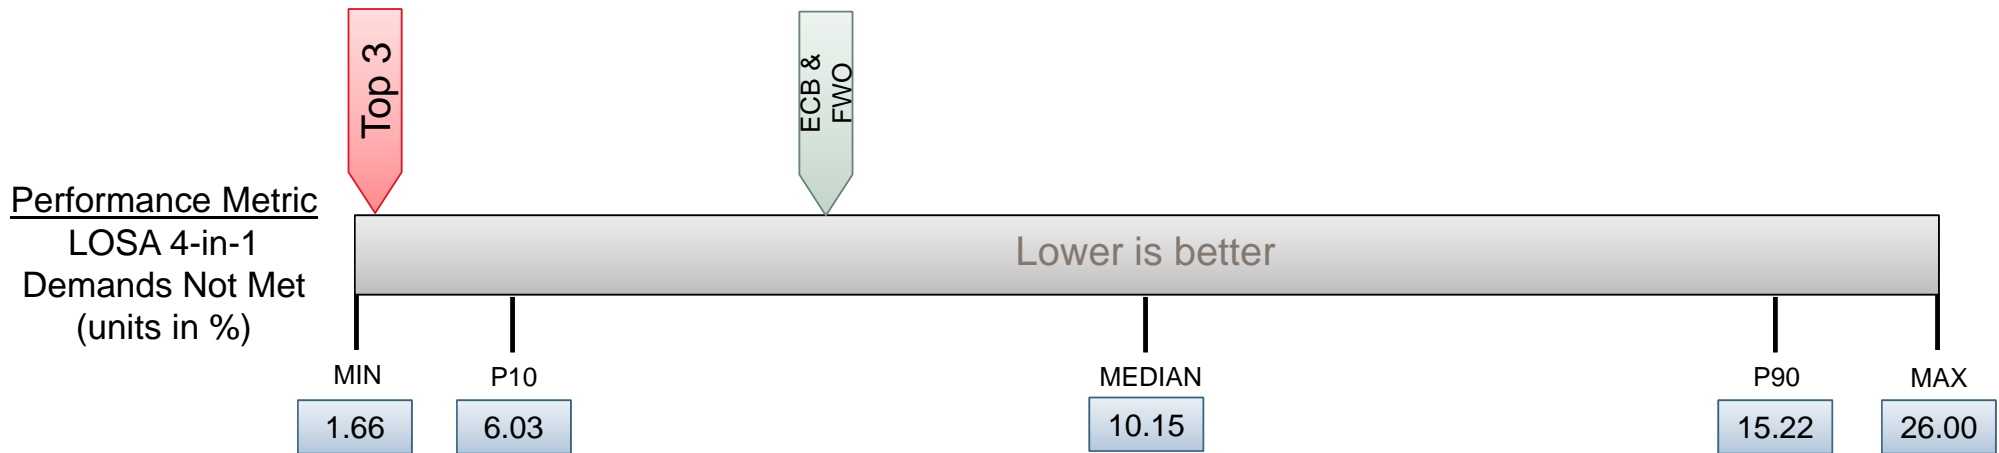 Top 3
ECB &
FWO
Performance Metric
LOSA 4-in-1
Demands Not Met
(units in %)
Lower is better
MIN
P10
MEDIAN
P90
MAX
1.66
6.03
10.15
15.22
26.00